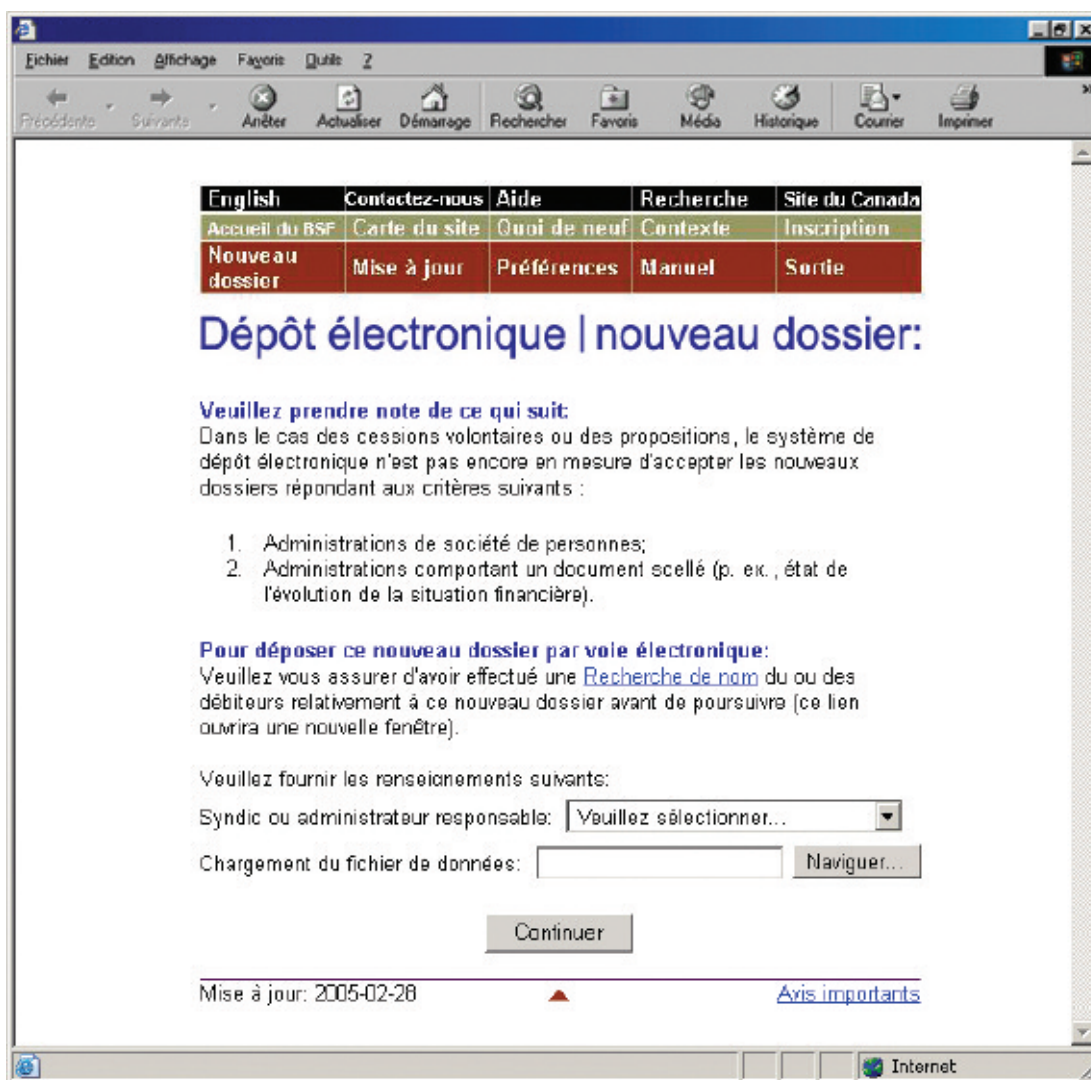 Fichier Edition Affichage Favoris Outils ?
Précédente Suivante Arrêter Actualiser Démarrage Rechercher Favoris Média Historique Courrier Imprimer
English Contactez-nous Aide Recherche Site du Canada
Accueil du BSF Carte du site Quoi de neuf Contexte Inscription
Nouveau dossier Mise à jour Préférences Manuel Sortie
Dépôt électronique | nouveau dossier:
Veuillez prendre note de ce qui suit:
Dans le cas des cessions volontaires ou des propositions, le système de
dépôt électronique n'est pas encore en mesure d'accepter les nouveaux
dossiers répondant aux critères suivants :
1. Administrations de société de personnes;
2. Administrations comportant un document scellé (p. ex., état de
l'évolution de la situation financière).
Pour déposer ce nouveau dossier par voie électronique:
Veuillez vous assurer d'avoir effectué une Recherche de nom du ou des
débiteurs relativement à ce nouveau dossier avant de poursuivre (ce lien
ouvrira une nouvelle fenêtre).
Veuillez fournir les renseignements suivants:
Syndic ou administrateur responsable: Veuillez sélectionner...
Chargement du fichier de données: Naviguer...
Continuer
Mise à jour: 2005-02-28 Avis importants
Internet